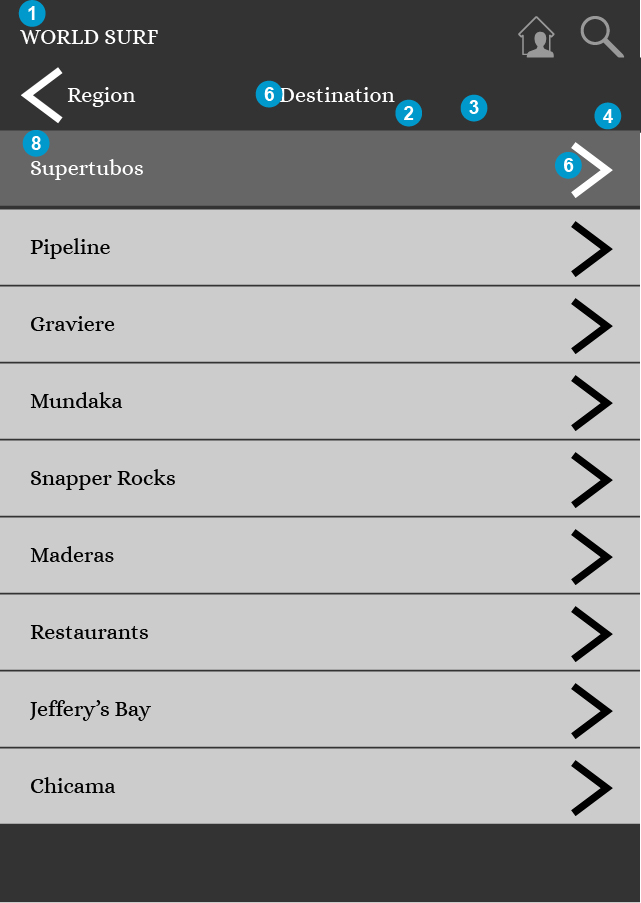 1
WORLD SURF
Region
6 Destination
2
3
4
8
Supertubos
6
Pipeline
Graviere
Mundaka
Snapper Rocks
Maderas
Restaurants
Jeffery’s Bay
Chicama